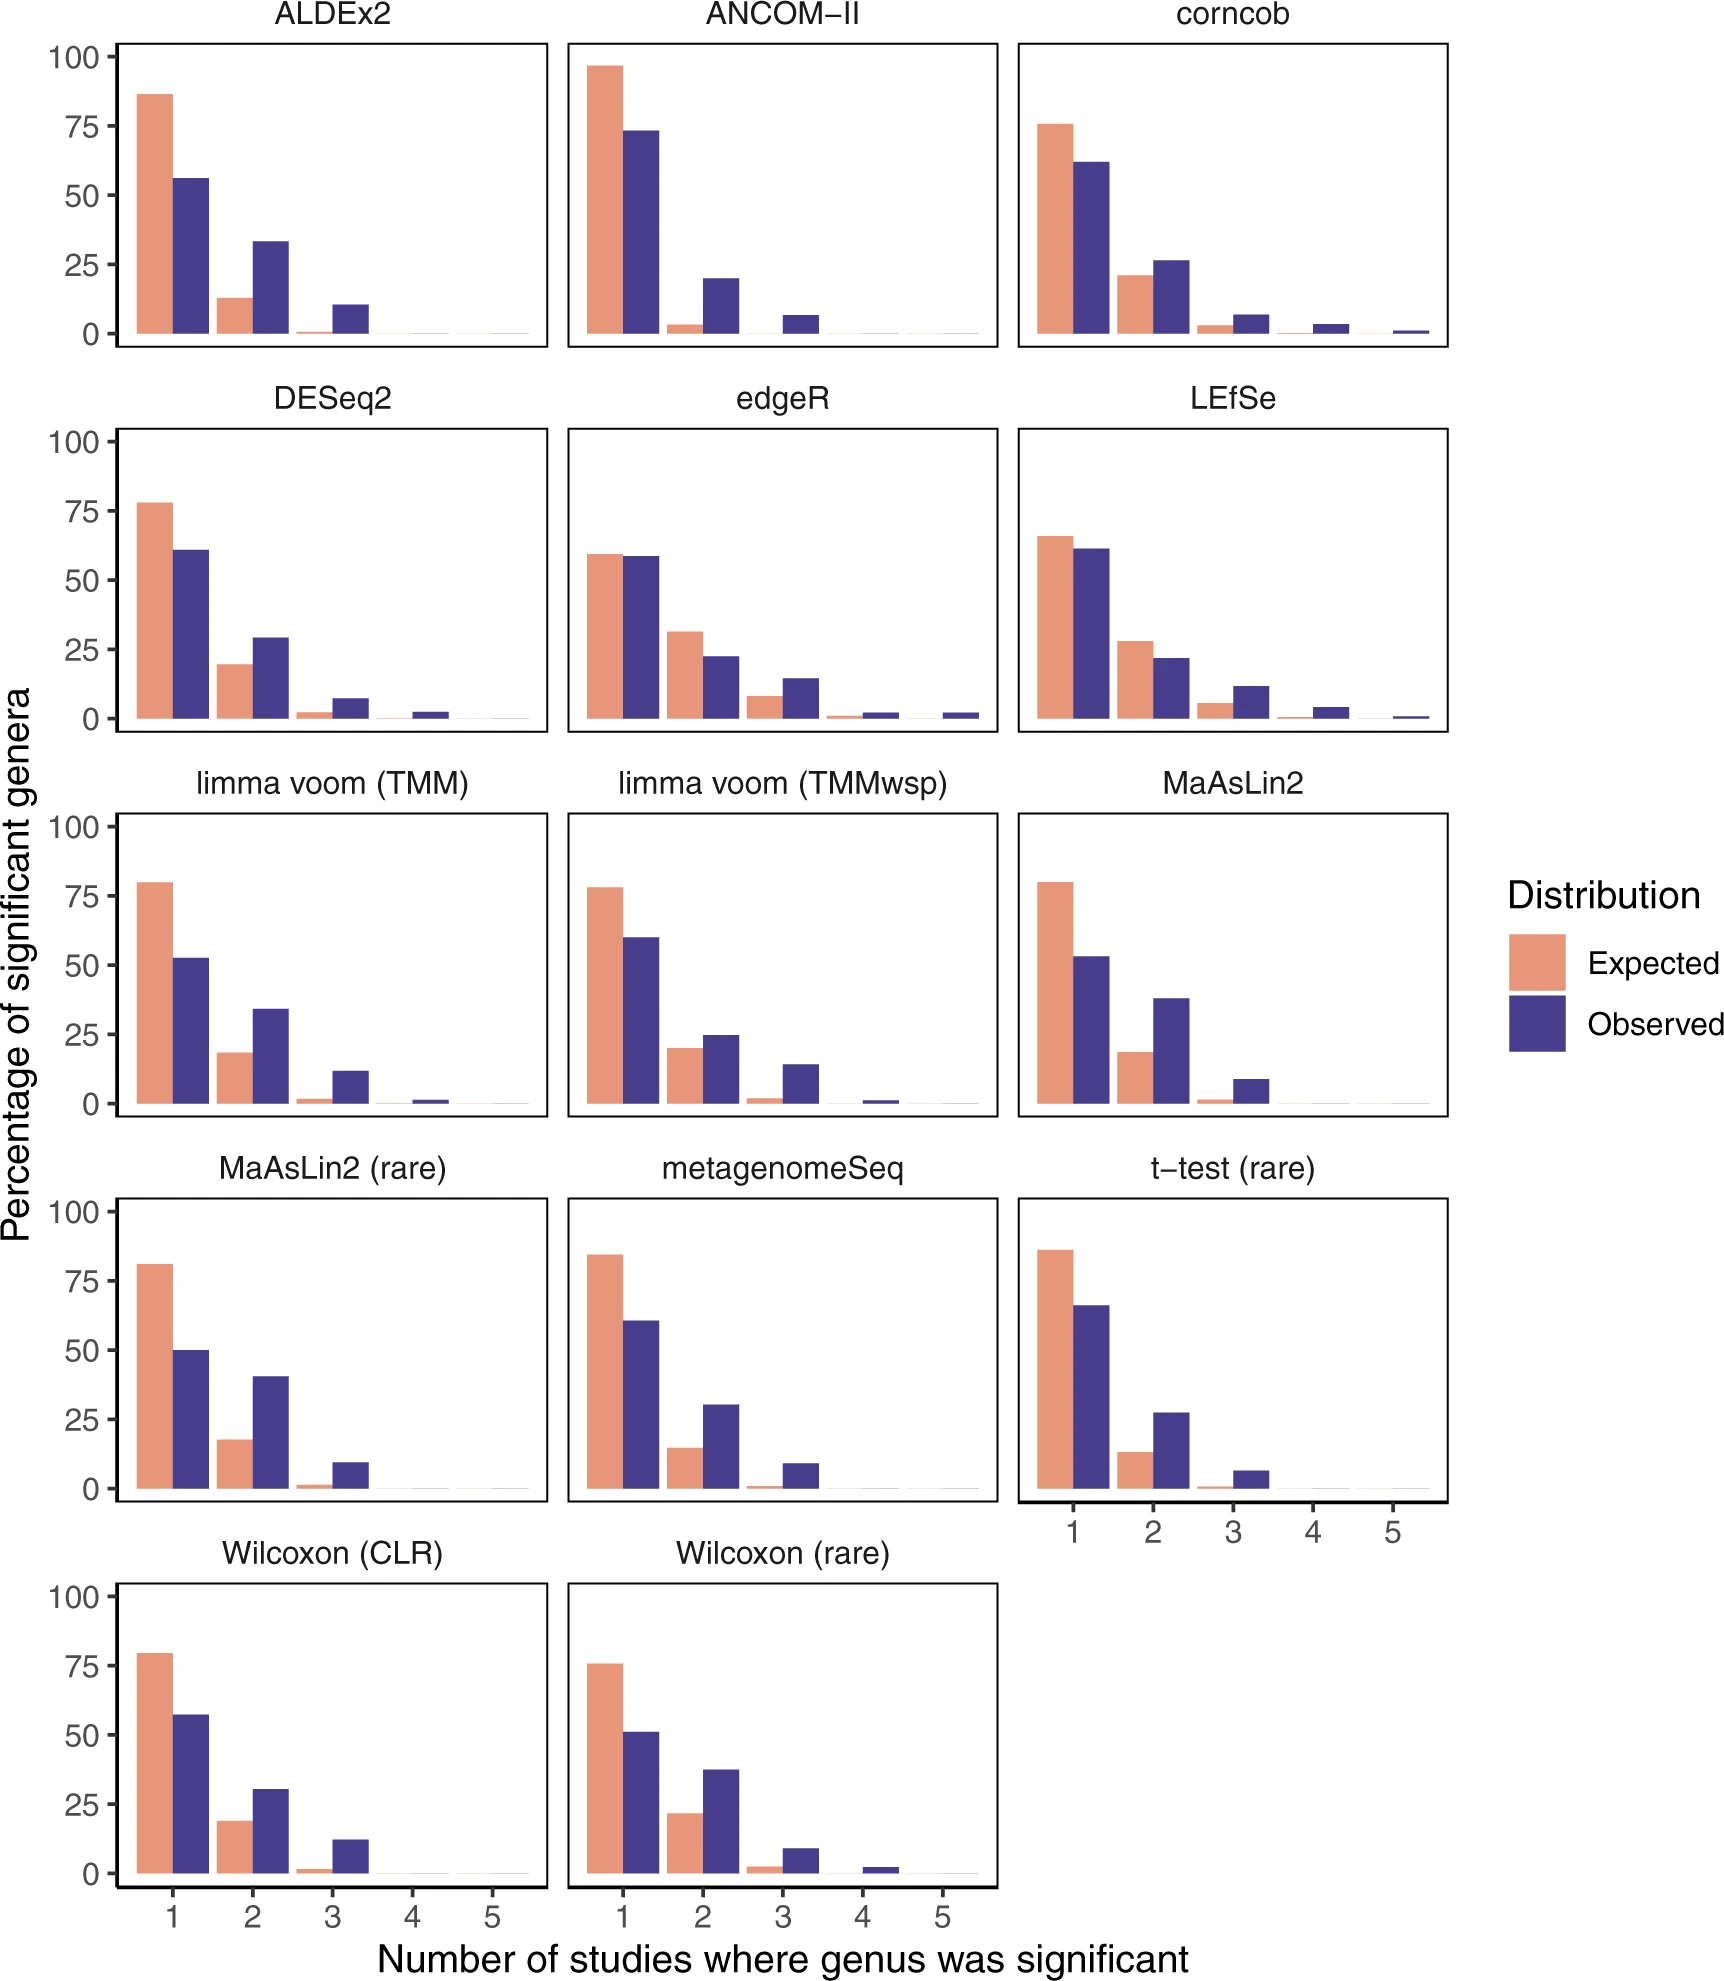 ALDEx2 ANCOM−II corncob
100
75
50
25
0
DESeq2 edgeR LEfSe
100
75
50
25
0
limma voom (TMM) limma voom (TMMwsp) MaAsLin2
100
75
50
25
0
MaAsLin2 (rare) metagenomeSeq t−test (rare)
100
75
50
25
0
1 2 3 4 5
Wilcoxon (CLR) Wilcoxon (rare)
100
75
50
25
0
1 2 3 4 5 1 2 3 4 5
Number of studies where genus was significant
Percentage of significant genera
Distribution
Expected
Observed